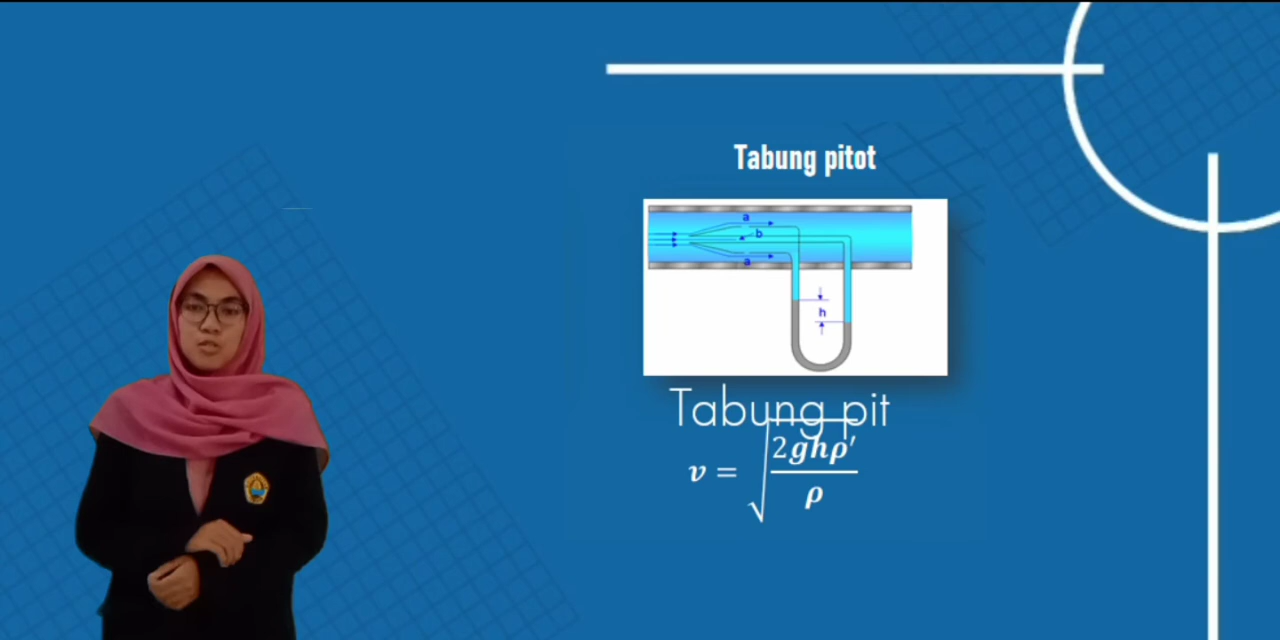 Tabung pitot
a
b
a
h
Tabung pit
v = √(2ghρ′/ρ)